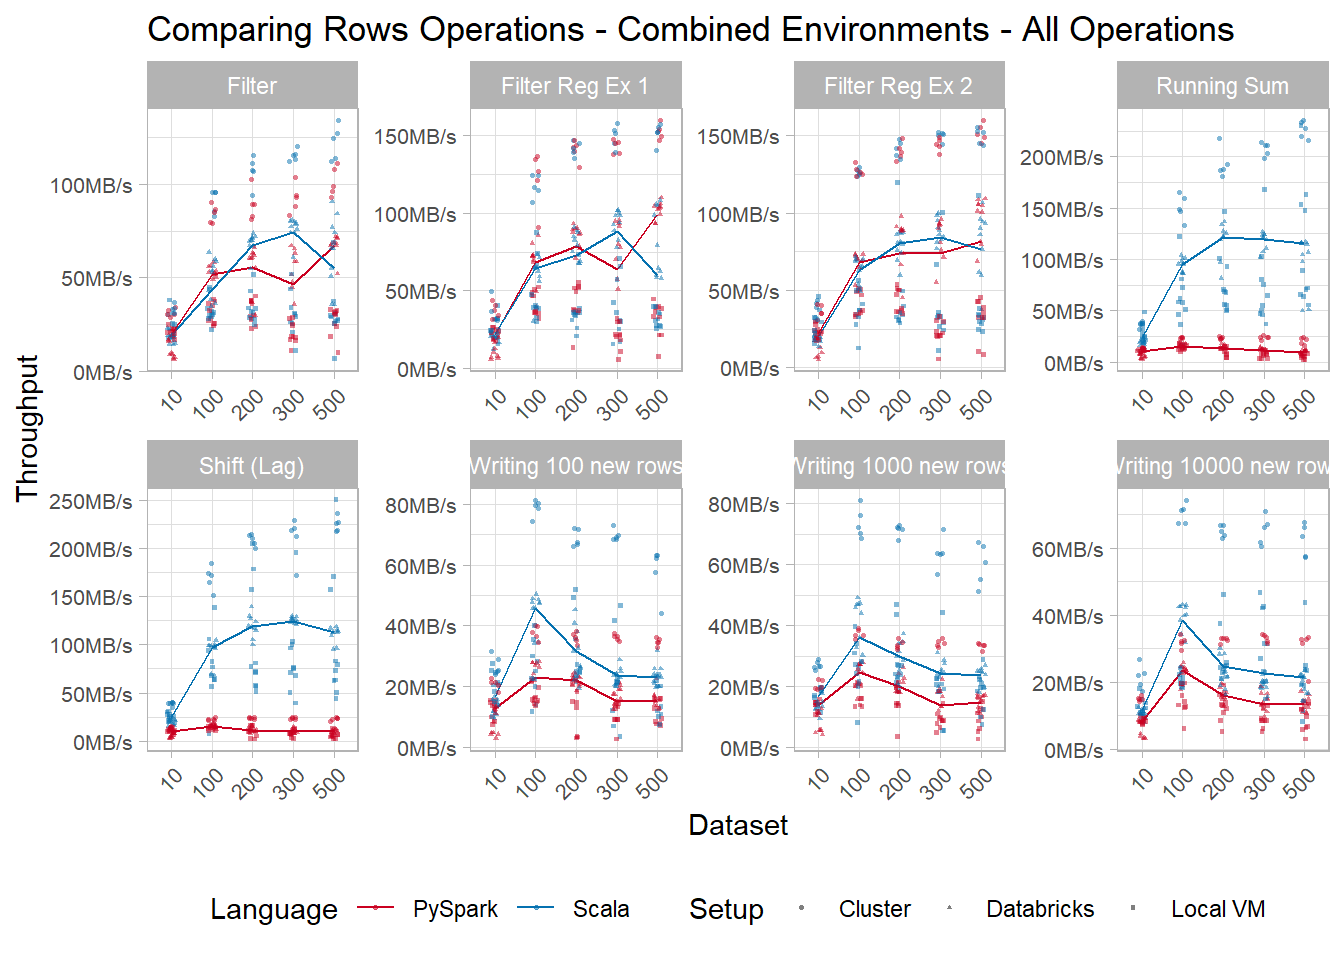 Comparing Rows Operations - Combined Environments - All Operations
Filter
Filter Reg Ex 1
Filter Reg Ex 2
Running Sum
100MB/s
50MB/s
0MB/s
10
100
200
300
500
150MB/s
100MB/s
50MB/s
0MB/s
10
100
200
300
500
150MB/s
100MB/s
50MB/s
0MB/s
10
100
200
300
500
200MB/s
150MB/s
100MB/s
50MB/s
0MB/s
10
100
200
300
500
Throughput
Shift (Lag)
Writing 100 new rows
Writing 1000 new rows
Writing 10000 new row
250MB/s
200MB/s
150MB/s
100MB/s
50MB/s
0MB/s
10
100
200
300
500
80MB/s
60MB/s
40MB/s
20MB/s
0MB/s
10
100
200
300
500
80MB/s
60MB/s
40MB/s
20MB/s
0MB/s
10
100
200
300
500
60MB/s
40MB/s
20MB/s
0MB/s
10
100
200
300
500
Dataset
Language PySpark Scala Setup Cluster Databricks Local VM